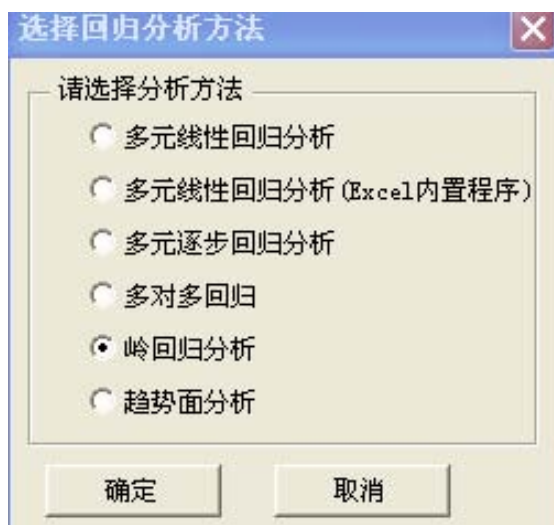 选择回归分析方法
请选择分析方法
多元线性回归分析
多元线性回归分析(Excel内置程序)
多元逐步回归分析
多对多回归
岭回归分析
趋势面分析
确定 取消